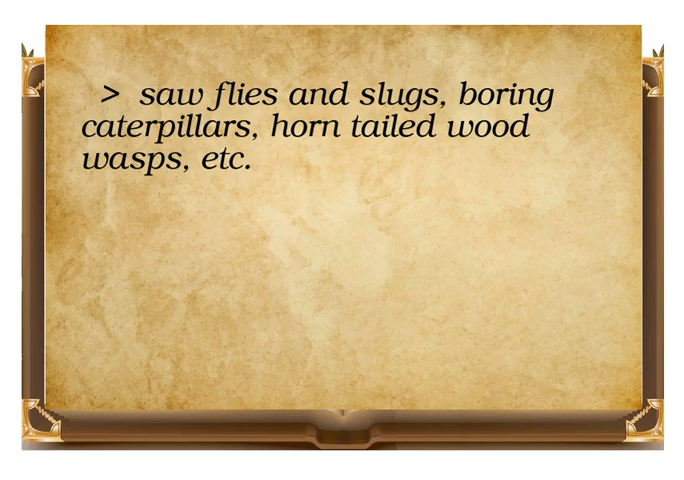 > saw flies and slugs, boring
caterpillars, horn tailed wood
wasps, etc.